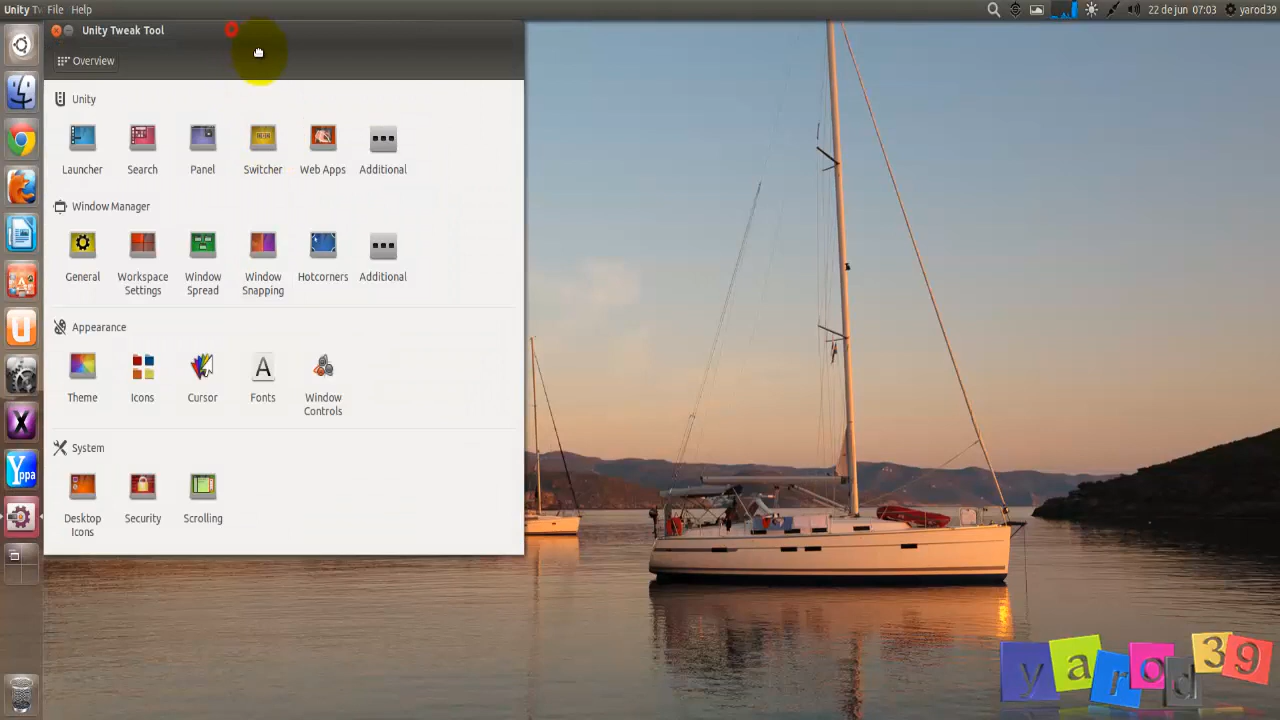 Unity Tw File Help
22 de jun 07:03 yarod39
Unity Tweak Tool
Overview
Unity
Launcher Search Panel Switcher Web Apps Additional
Window Manager
General Workspace Settings Window Spread Window Snapping Hotcorners Additional
Appearance
Theme Icons Cursor Fonts Window Controls
System
Desktop Icons Security Scrolling
Yppa
yarod39